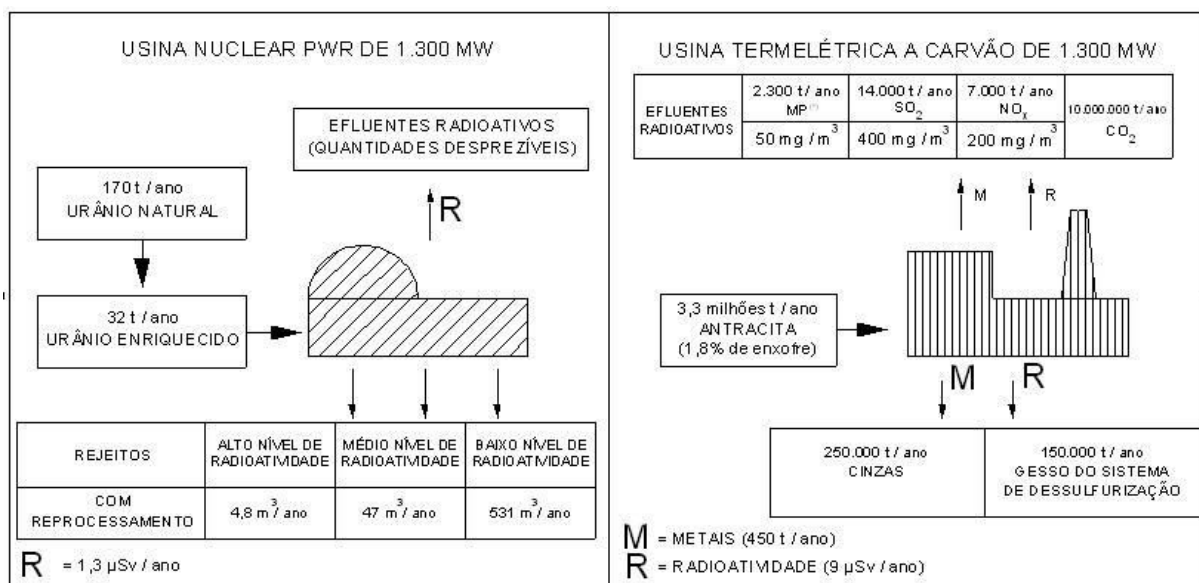 USINA NUCLEAR PWR DE 1.300 MW
EFLUENTES RADIOATIVOS
(QUANTIDADES DESPREZÍVEIS)
170 t / ano
URÂNIO NATURAL
R
32 t / ano
URÂNIO ENRIQUECIDO
REJEITOS
ALTO NÍVEL DE
RADIOATIVIDADE
MÉDIO NÍVEL DE
RADIOATIVIDADE
BAIXO NÍVEL DE
RADIOATIVIDADE
COM
REPROCESSAMENTO
4,8 m³/ ano
47 m³/ ano
531 m³/ ano
R = 1,3 µSv / ano
USINA TERMELÉTRICA A CARVÃO DE 1.300 MW
EFLUENTES
RADIOATIVOS
2.300 t / ano
MP
50 mg / m³
14.000 t / ano
SO₂
400 mg / m³
7.000 t / ano
NOₓ
200 mg / m³
10.000.000 t / ano
CO₂
M
R
3,3 milhões t / ano
ANTRACITA
(1,8% de enxofre)
M
R
250.000 t / ano
CINZAS
150.000 t / ano
GESSO DO SISTEMA
DE DESSULFURIZAÇÃO
M = METAIS (450 t / ano)
R = RADIOATIVIDADE (9 µSv / ano)